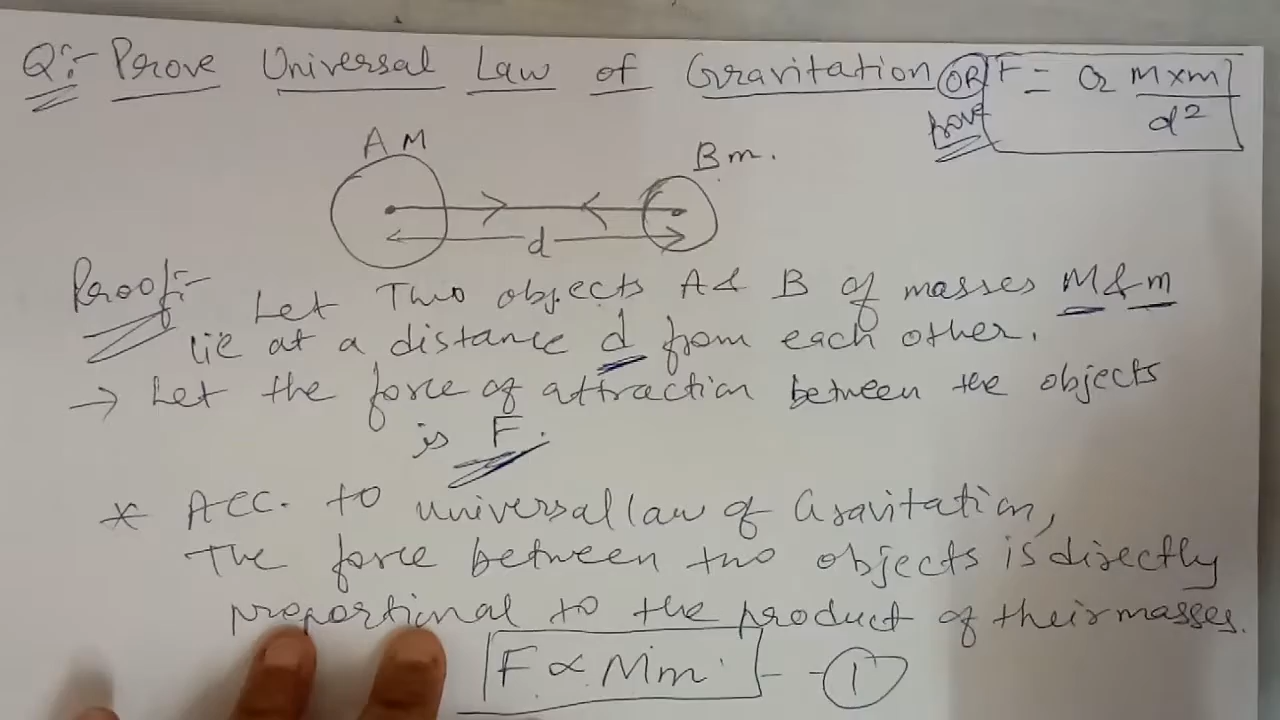 Q:- Prove Universal Law of Gravitation OR prove F = G M×m/d²
A M
B m.
d
Proof:-
Let Two objects A & B of masses M & m
lie at a distance d from each other.
→ Let the force of attraction between the objects
is F.
* Acc. to universal law of Gravitation,
The force between two objects is directly
proportional to the product of their masses.
F ∝ Mm - - 1